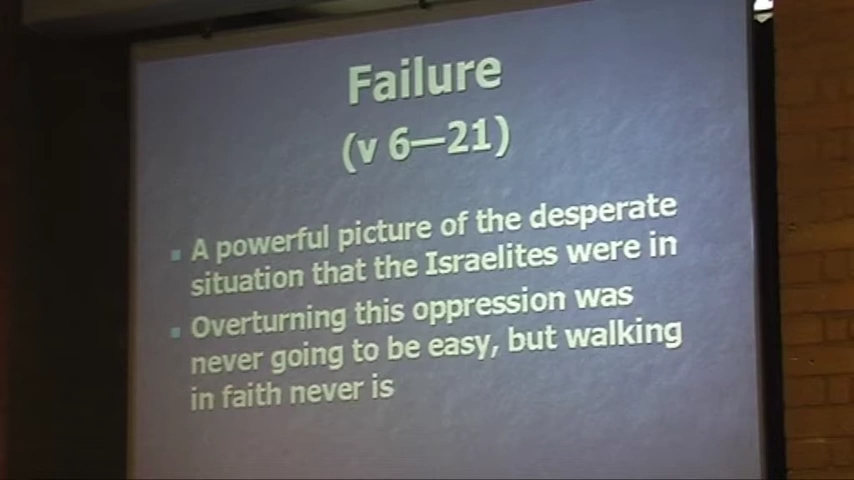 Failure
(v 6—21)
A powerful picture of the desperate
situation that the Israelites were in
Overturning this oppression was
never going to be easy, but walking
in faith never is